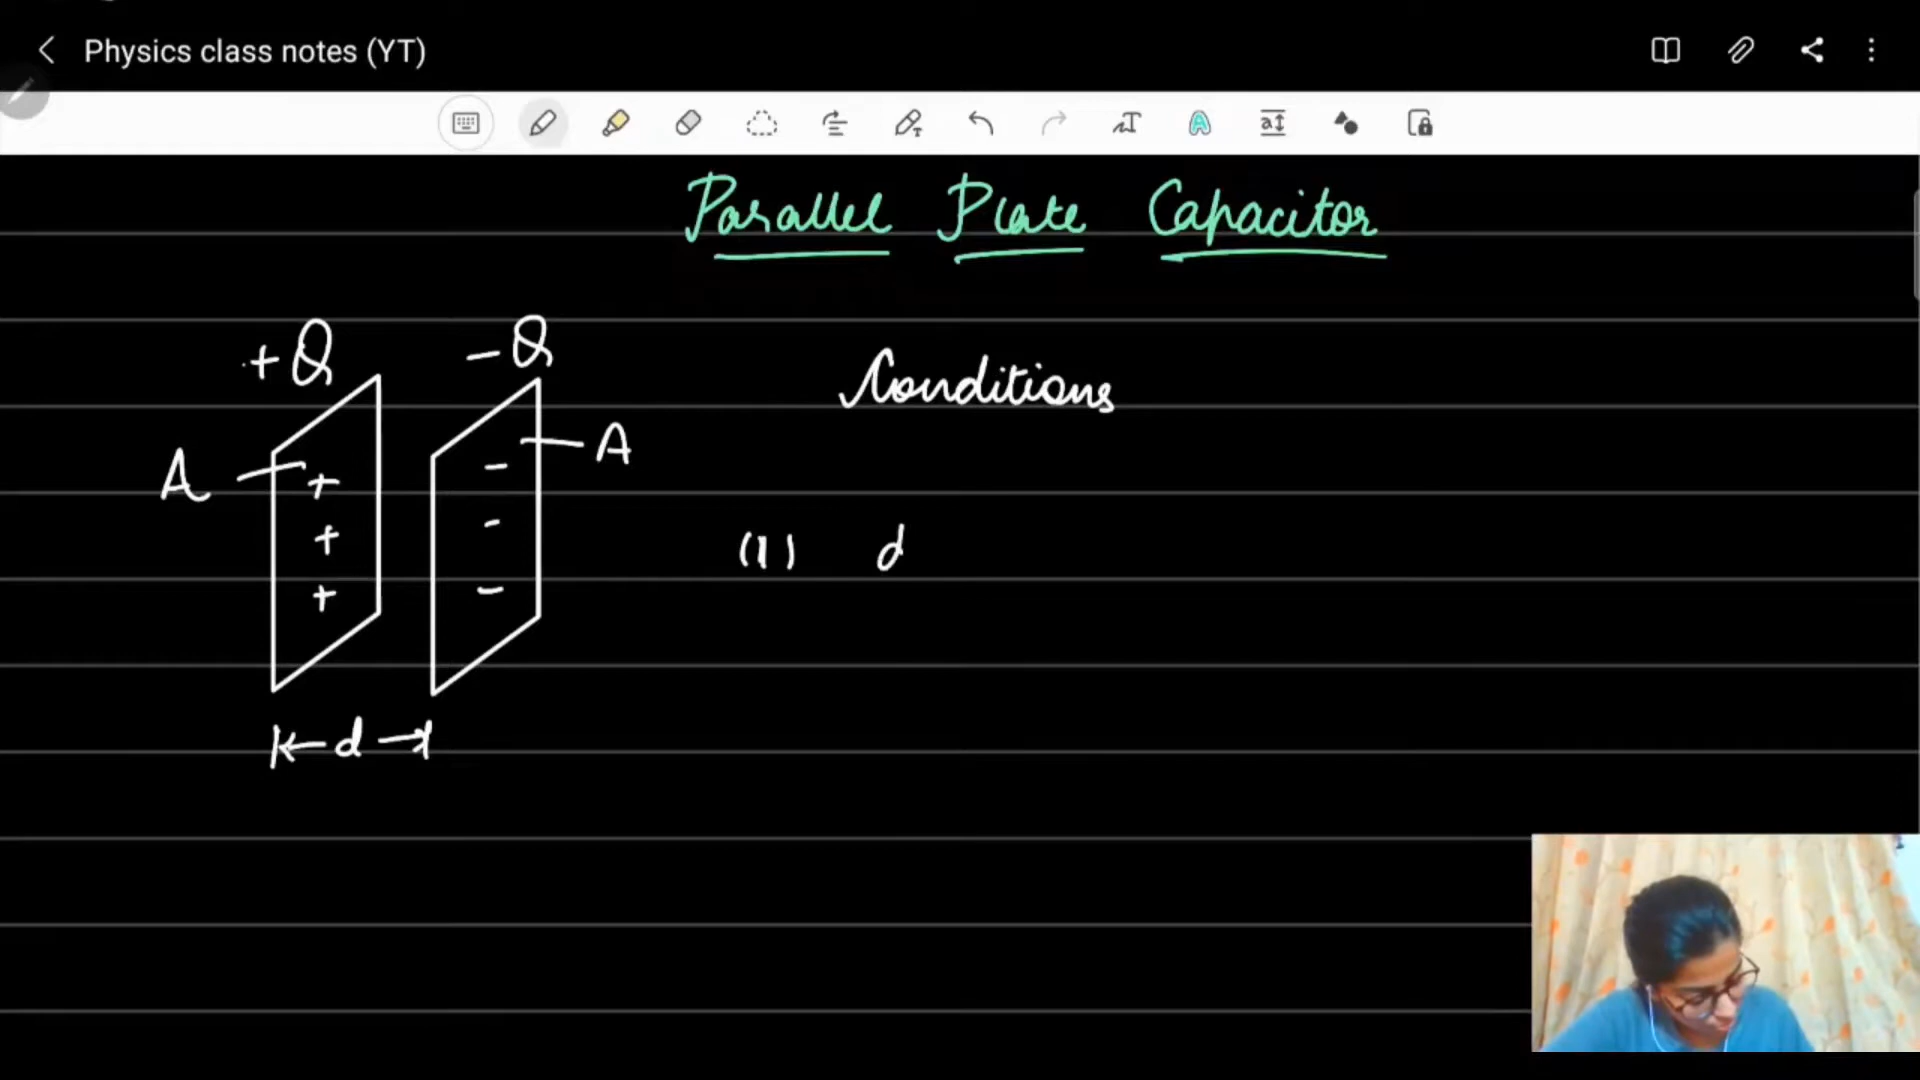 Physics class notes (YT)
Parallel Plate Capacitor
+Q -Q
Conditions
A A
+ -
+ -
(1) d
+ -
d